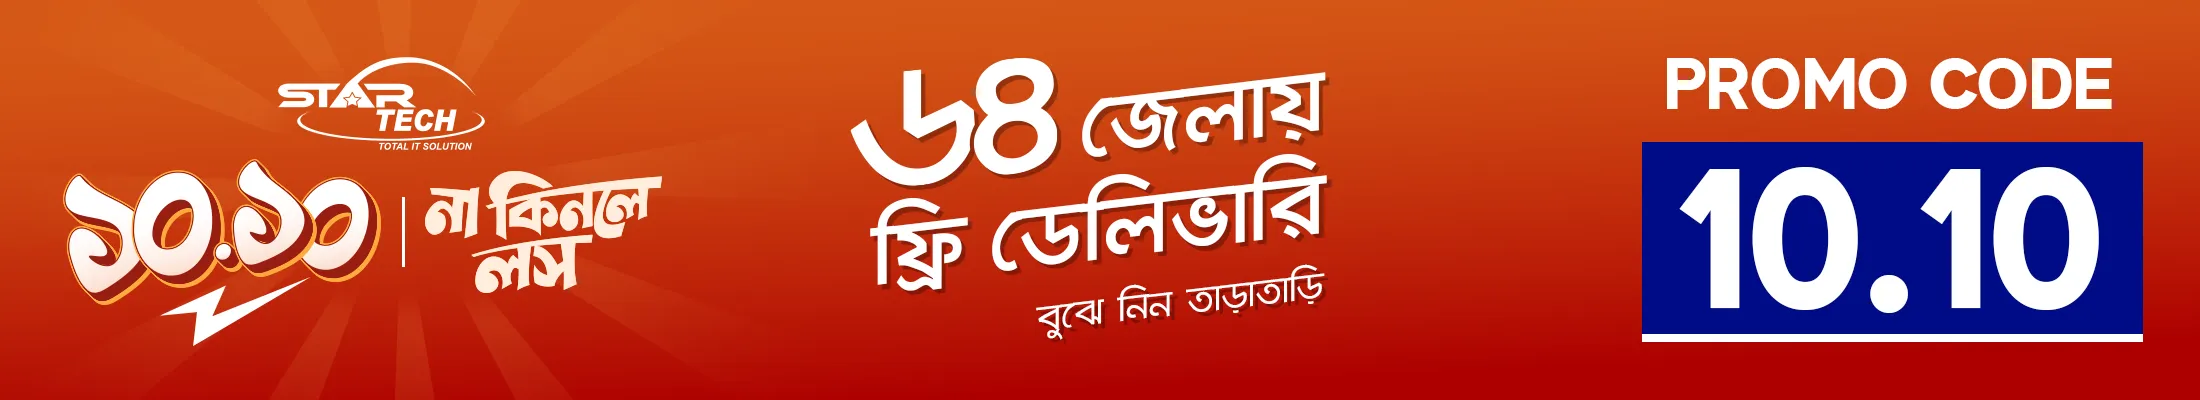 STAR
TECH
TOTAL IT SOLUTION
১০.১০
না কিনলে
লস
৬৪ জেলায়
ফ্রি ডেলিভারি
বুঝে নিন তাড়াতাড়ি
PROMO CODE
10.10